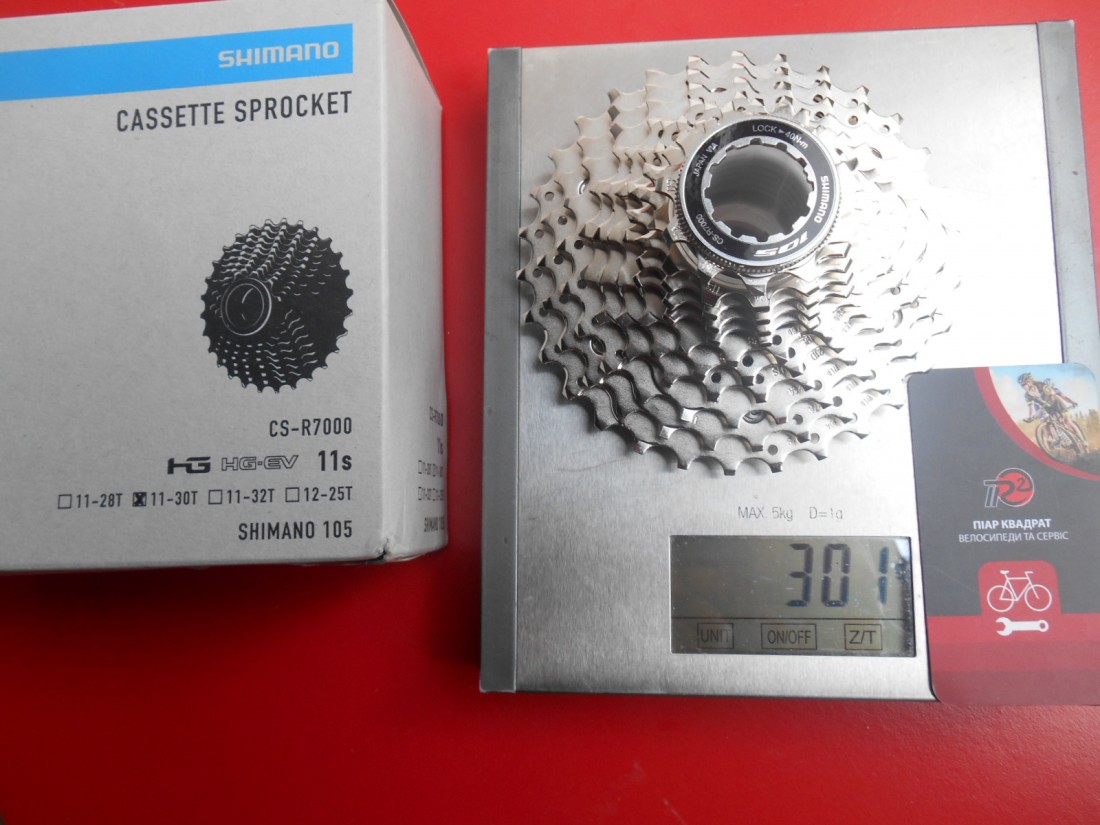 SHIMANO
CASSETTE SPROCKET
CS-R7000
HG HG-EV 11s
11-28T 11-30T 11-32T 12-25T
SHIMANO 105
LOCK 40N·m
JAPAN
SHIMANO
105
CS-R7000
MAX. 5kg D=1g
301
UNIT ON/OFF Z/T
ПІАР КВАДРАТ
ВЕЛОСИПЕДИ ТА СЕРВІС